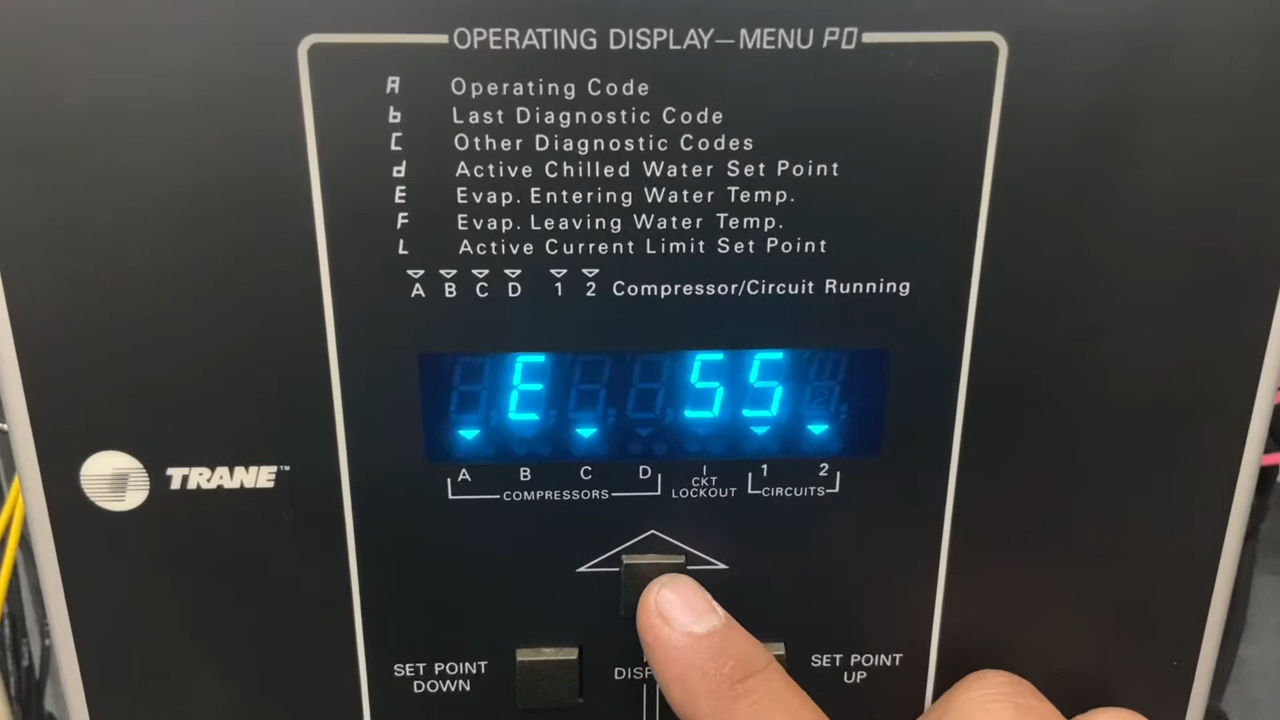 OPERATING DISPLAY—MENU P0
A Operating Code
b Last Diagnostic Code
C Other Diagnostic Codes
d Active Chilled Water Set Point
E Evap. Entering Water Temp.
F Evap. Leaving Water Temp.
L Active Current Limit Set Point
A B C D 1 2 Compressor/Circuit Running
E 55
A B C D 1 2
COMPRESSORS
CKT
LOCKOUT
CIRCUITS
TRANE™
SET POINT
DOWN
SET POINT
UP